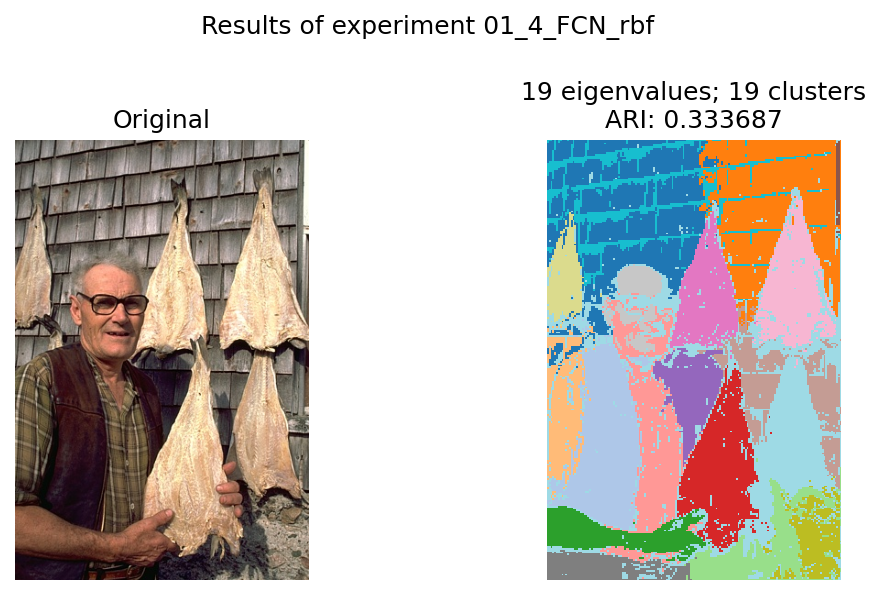 Results of experiment 01_4_FCN_rbf
Original
19 eigenvalues; 19 clusters
ARI: 0.333687